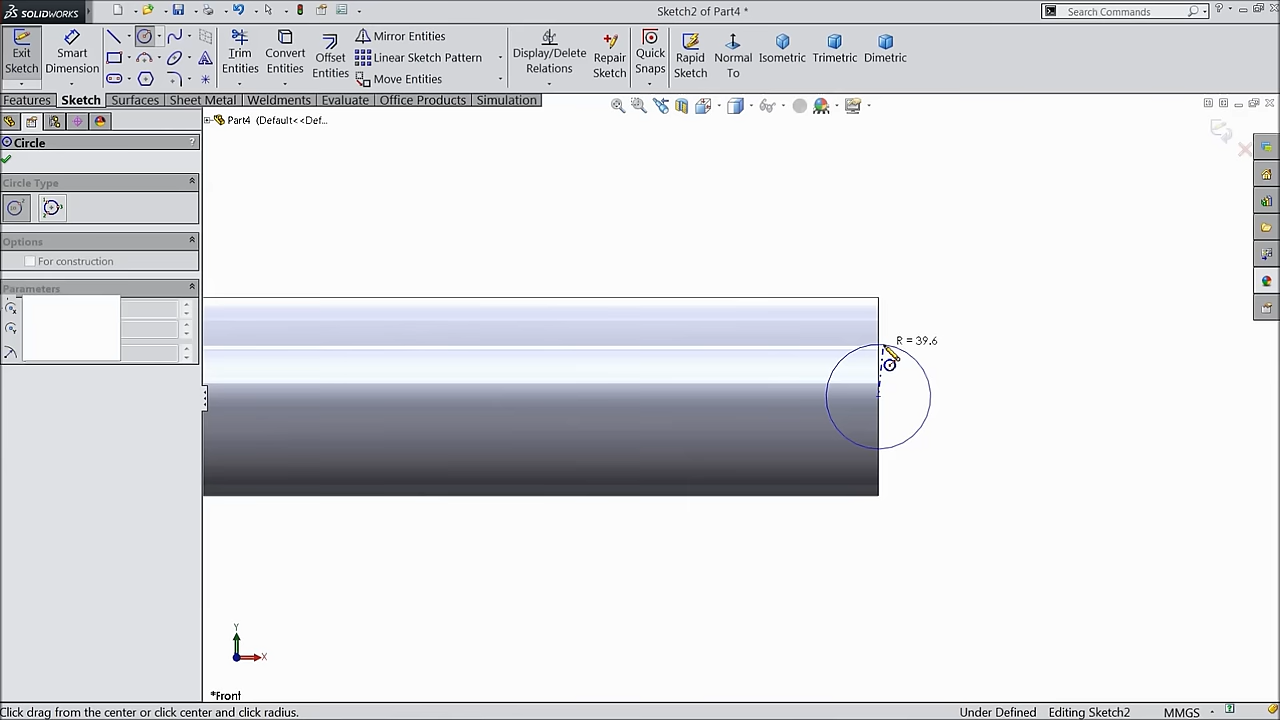 SOLIDWORKS
Sketch2 of Part4 *
Search Commands
Exit Sketch
Smart Dimension
Trim Entities
Convert Entities
Offset Entities
Mirror Entities
Linear Sketch Pattern
Move Entities
Display/Delete Relations
Repair Sketch
Quick Snaps
Rapid Sketch
Normal To
Isometric
Trimetric
Dimetric
Features
Sketch
Surfaces
Sheet Metal
Weldments
Evaluate
Office Products
Simulation
Part4 (Default<<Def...
Circle
?
Circle Type
Options
For construction
Parameters
R = 39.6
Y
X
*Front
Click drag from the center or click center and click radius.
Under Defined
Editing Sketch2
MMGS